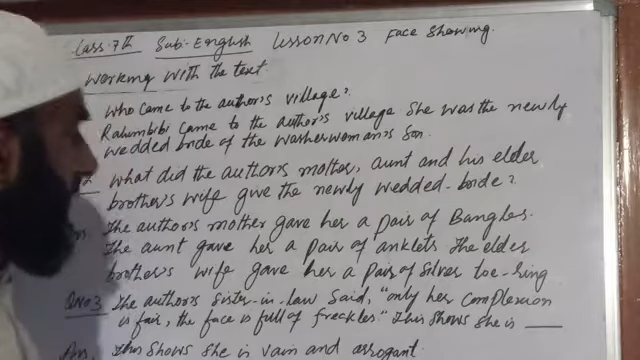 Class 7th Sub: English Lesson No 3 Face Showing.
Working with the text.
Who came to the author's village?
Rahimbibi came to the author's village She was the newly
wedded bride of the washerwoman's son.
What did the author's mother, aunt and his elder
brother's wife give the newly wedded bride?
The author's mother gave her a pair of Bangles.
The aunt gave her a pair of anklets The elder
brother's wife gave her a pair of silver toe-ring
Q.No 3 The author's sister-in-law said, "only her complexion
is fair, the face is full of freckles." This shows she is ___
Ans, This shows she is vain and arrogant